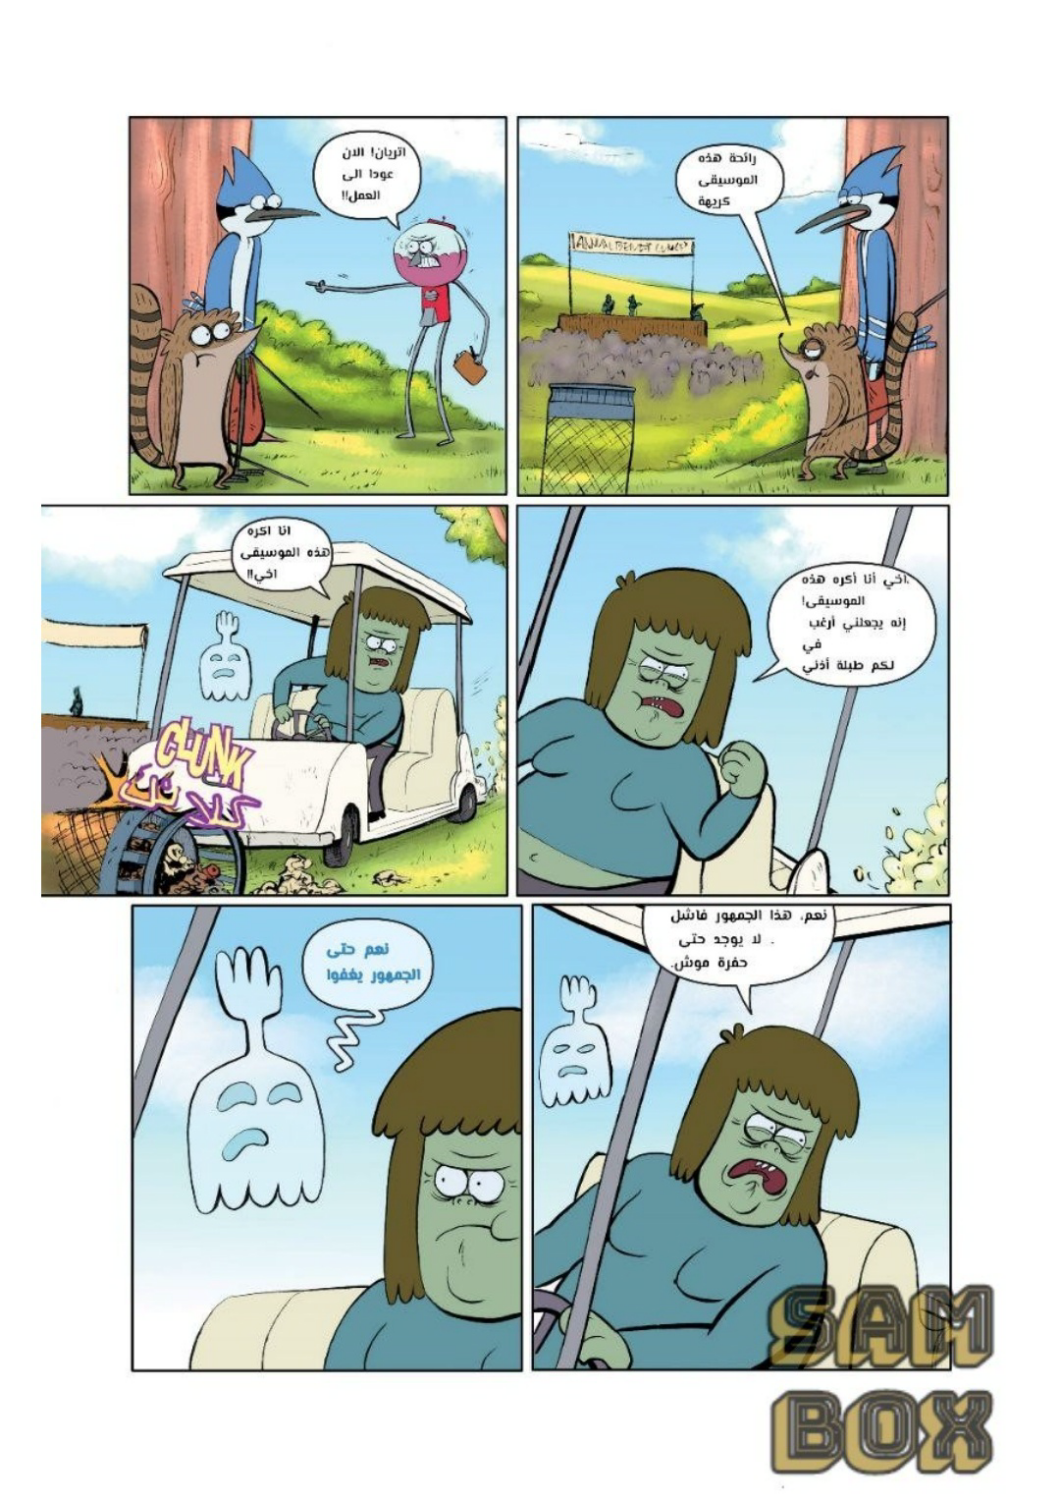 رائحة هذه
الموسيقى
كريهة
اتريان! الان
عودا الى
العمل!!
.اخي أنا أكره هذه
الموسيقى!
إنه يجعلني أرغب
في
لكم طبلة أذني
انا اكره
هذه الموسيقى
اخي!!
CLUNK
كلانك
نعم، هذا الجمهور فاشل
. لا يوجد حتى
حفرة موش.
نعم حتى
الجمهور يغفوا
SAM
BOX